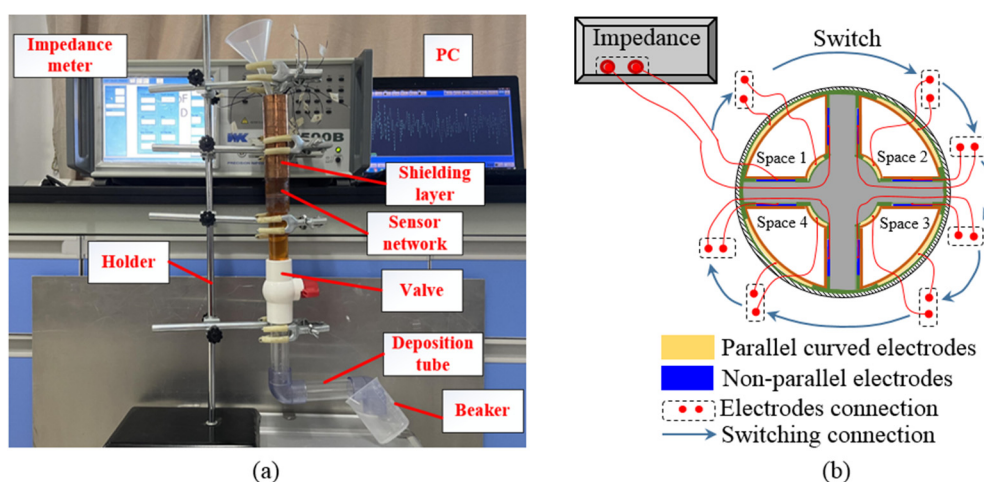 Impedance
meter
PC
500B
Shielding
layer
Sensor
network
Holder
Valve
Deposition
tube
Beaker
(a)
Impedance
Switch
Space 1
Space 2
Space 4
Space 3
Parallel curved electrodes
Non-parallel electrodes
Electrodes connection
Switching connection
(b)